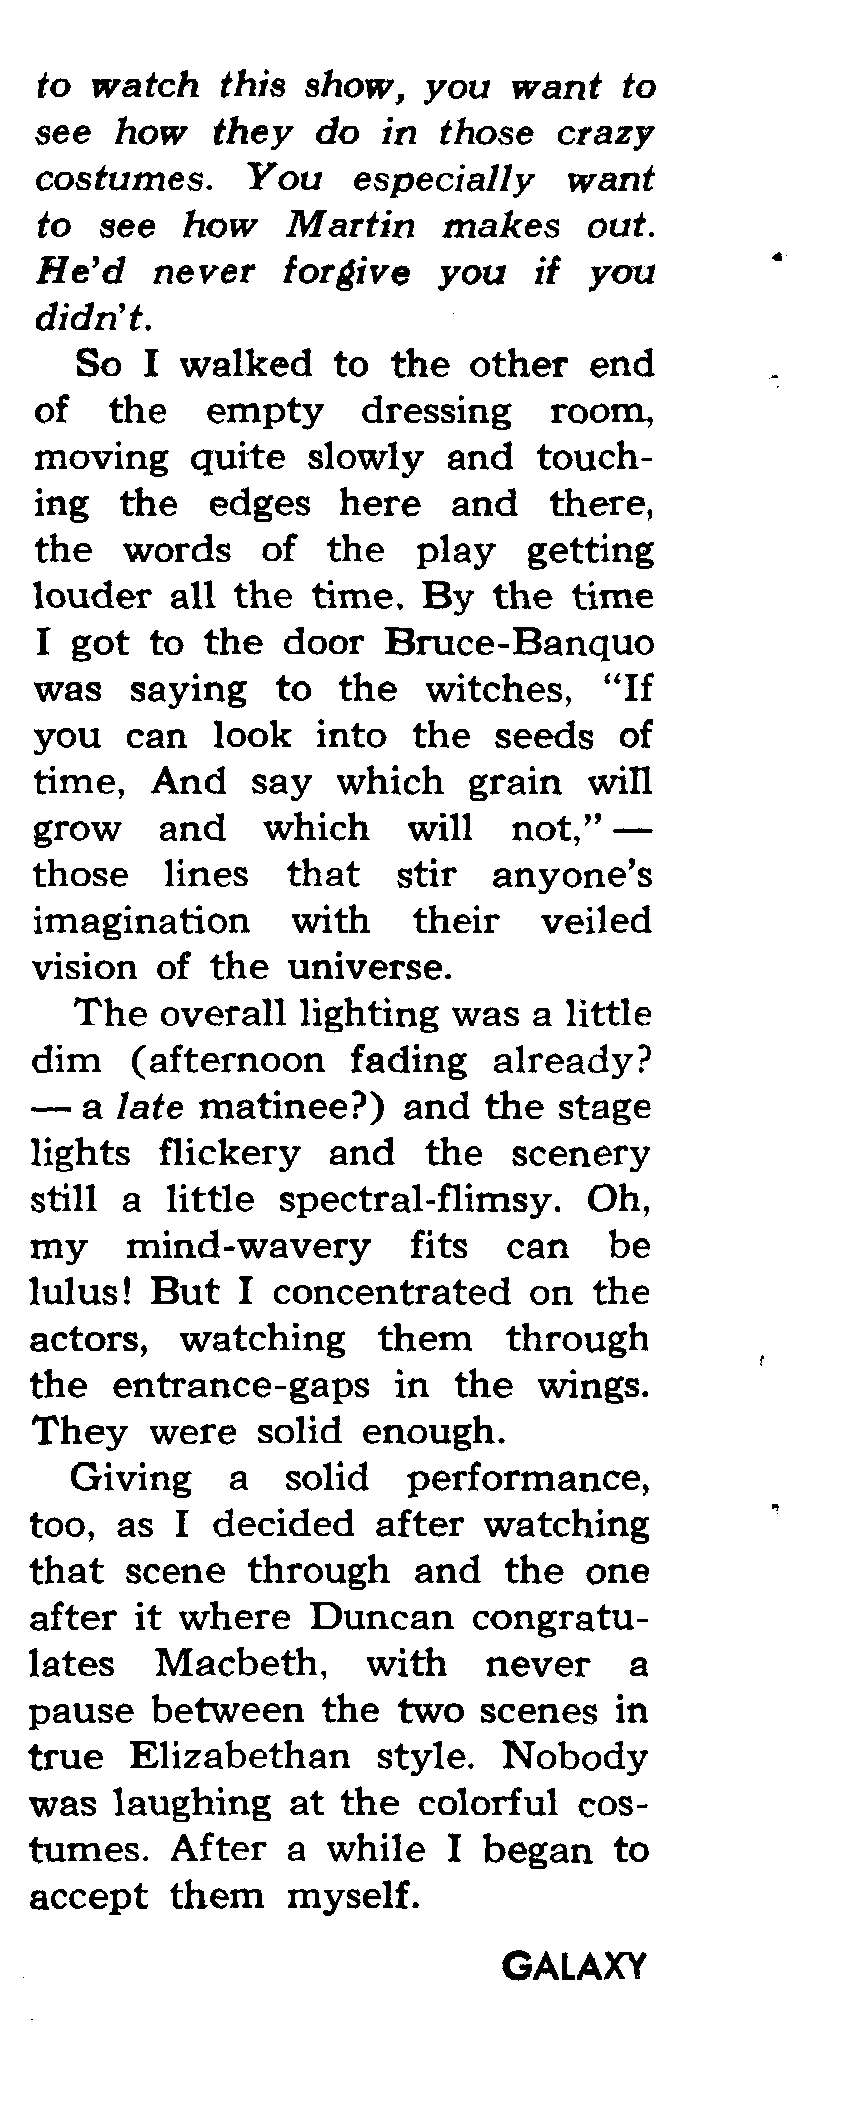 to watch this show, you want to
see how they do in those crazy
costumes. You especially want
to see how Martin makes out.
He'd never forgive you if you
didn't.
So I walked to the other end
of the empty dressing room,
moving quite slowly and touch-
ing the edges here and there,
the words of the play getting
louder all the time. By the time
I got to the door Bruce-Banquo
was saying to the witches, “If
you can look into the seeds of
time, And say which grain will
grow and which will not,” —
those lines that stir anyone's
imagination with their veiled
vision of the universe.
The overall lighting was a little
dim (afternoon fading already?
— a late matinee?) and the stage
lights flickery and the scenery
still a little spectral-flimsy. Oh,
my mind-wavery fits can be
lulus! But I concentrated on the
actors, watching them through
the entrance-gaps in the wings.
They were solid enough.
Giving a solid performance,
too, as I decided after watching
that scene through and the one
after it where Duncan congratu-
lates Macbeth, with never a
pause between the two scenes in
true Elizabethan style. Nobody
was laughing at the colorful cos-
tumes. After a while I began to
accept them myself.
GALAXY